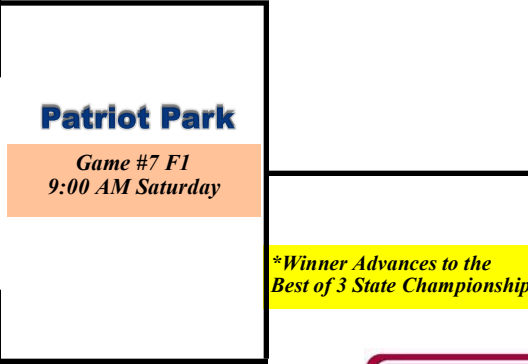 Patriot Park
Game #7 F1
9:00 AM Saturday
*Winner Advances to the
Best of 3 State Championship